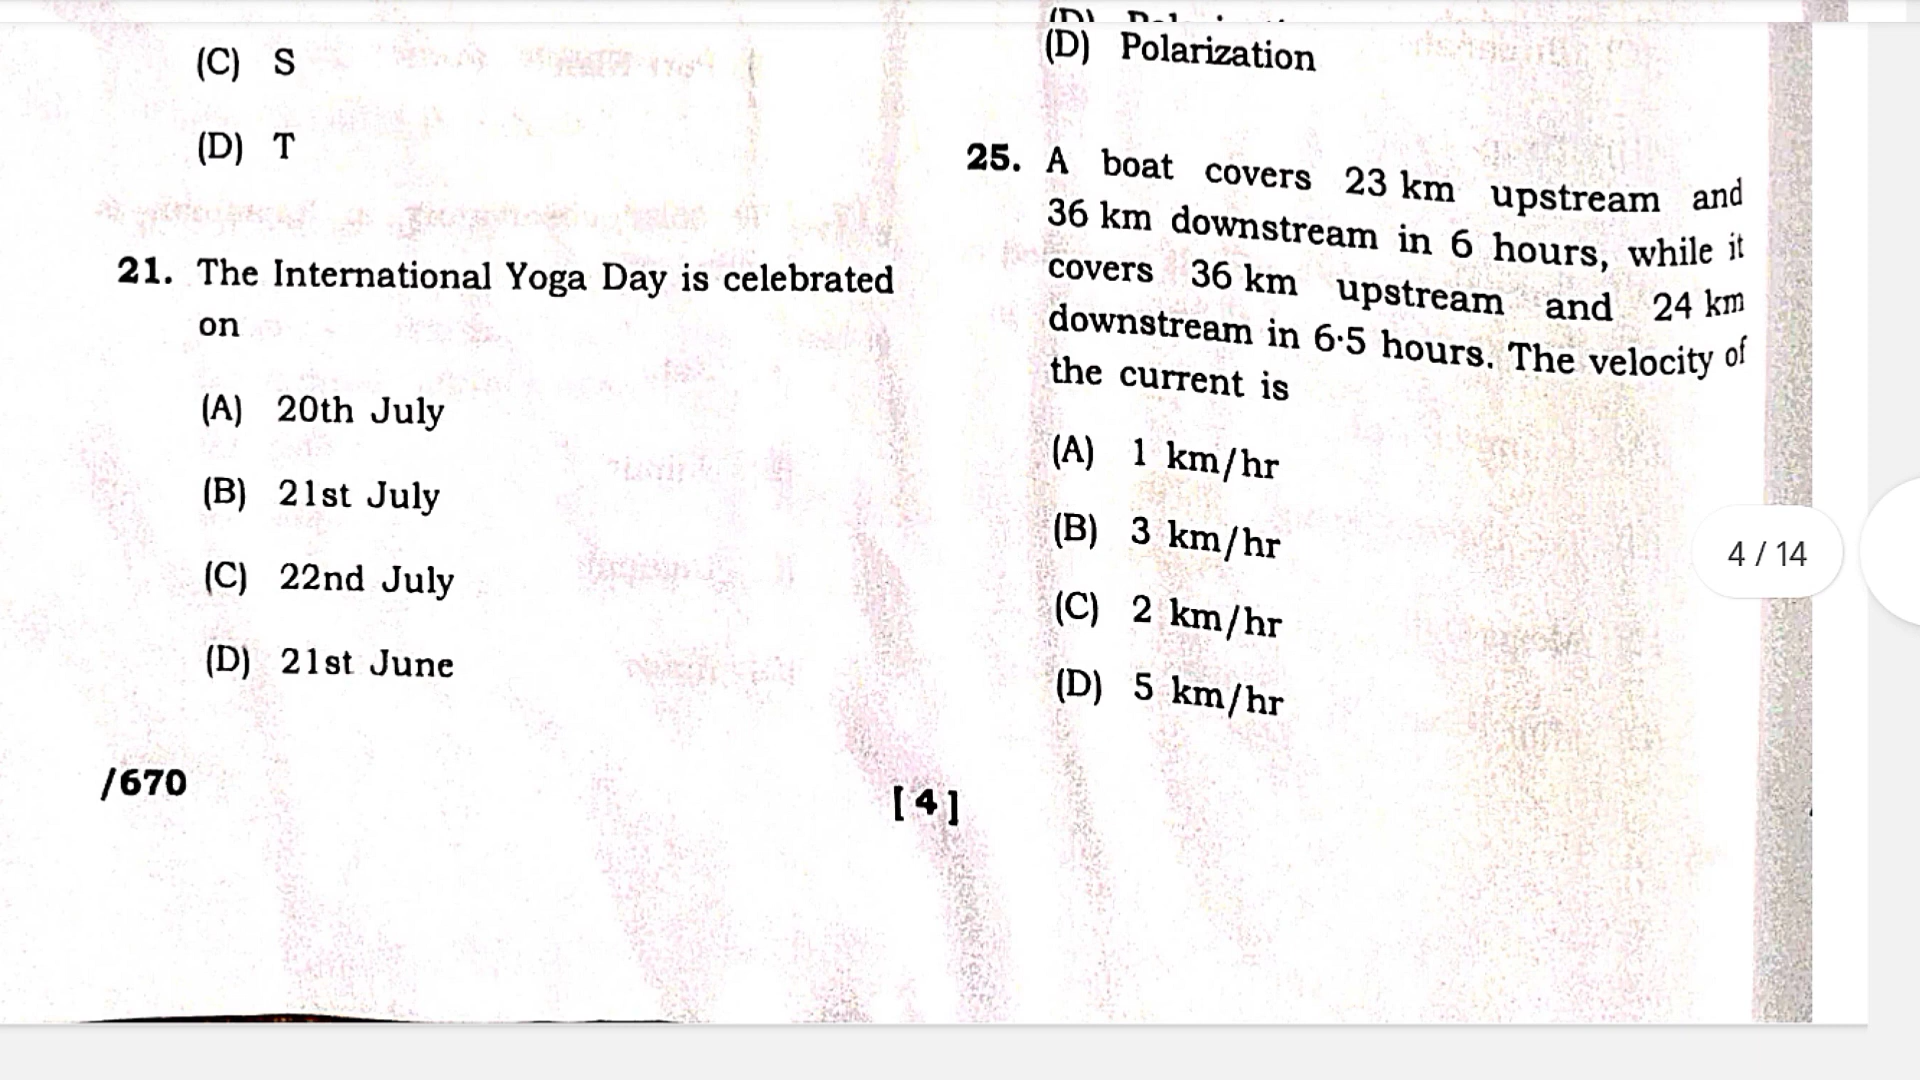 (C) S
(D) T
21. The International Yoga Day is celebrated
on
(A) 20th July
(B) 21st July
(C) 22nd July
(D) 21st June
/670
[4]
(D) Polarization
25. A boat covers 23 km upstream and
36 km downstream in 6 hours, while it
covers 36 km upstream and 24 km
downstream in 6·5 hours. The velocity of
the current is
(A) 1 km/hr
(B) 3 km/hr
(C) 2 km/hr
(D) 5 km/hr
4 / 14